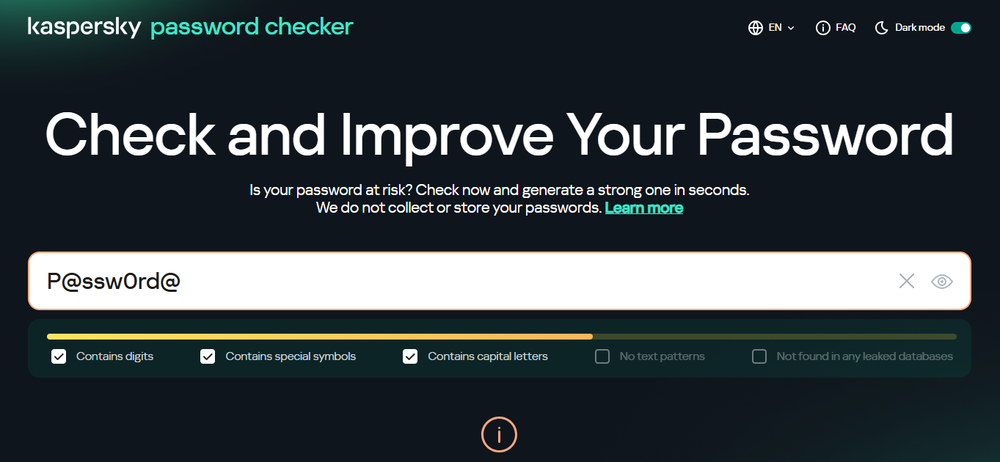 kaspersky password checker EN FAQ Dark mode
Check and Improve Your Password
Is your password at risk? Check now and generate a strong one in seconds.
We do not collect or store your passwords. Learn more
P@ssw0rd@
Contains digits Contains special symbols Contains capital letters No text patterns Not found in any leaked databases